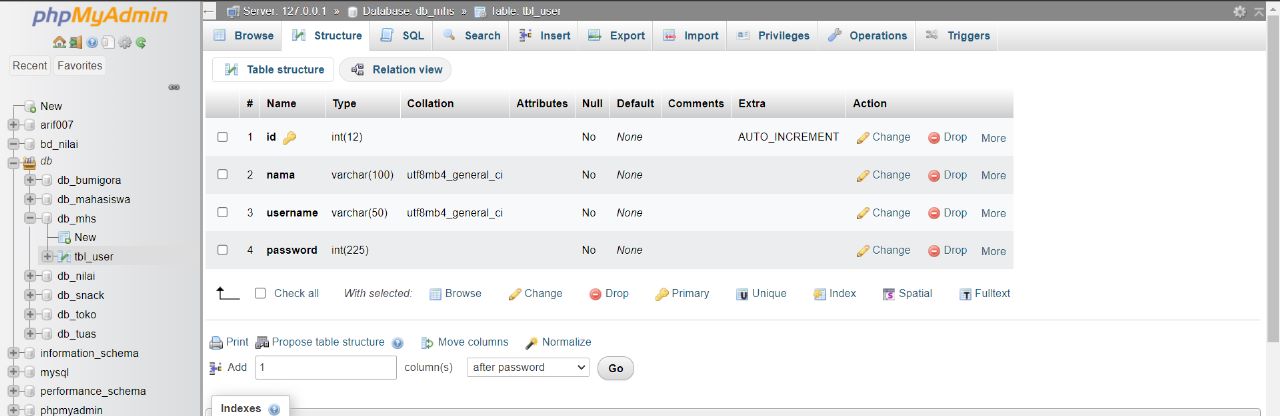 phpMyAdmin
Recent Favorites
New
arif007
bd_nilai
db
db_bumigora
db_mahasiswa
db_mhs
New
tbl_user
db_nilai
db_snack
db_toko
db_tuas
information_schema
mysql
performance_schema
phpmyadmin
Server: 127.0.0.1 » Database: db_mhs » Table: tbl_user
Browse Structure SQL Search Insert Export Import Privileges Operations Triggers
Table structure Relation view
# Name Type Collation Attributes Null Default Comments Extra Action
1 id int(12) No None AUTO_INCREMENT Change Drop More
2 nama varchar(100) utf8mb4_general_ci No None Change Drop More
3 username varchar(50) utf8mb4_general_ci No None Change Drop More
4 password int(225) No None Change Drop More
Check all With selected: Browse Change Drop Primary Unique Index Spatial Fulltext
Print Propose table structure Move columns Normalize
Add 1 column(s) after password Go
Indexes